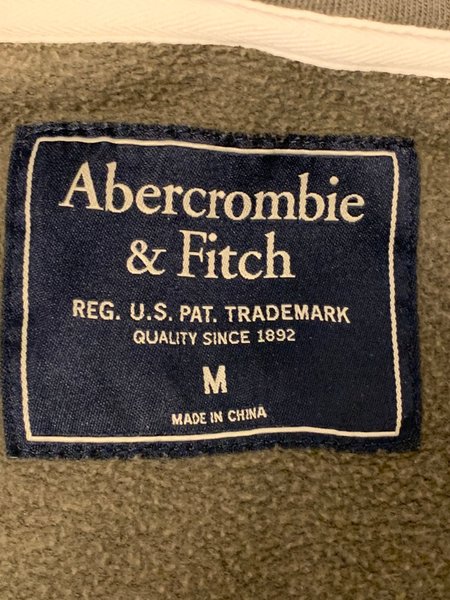 Abercrombie
& Fitch
REG. U.S. PAT. TRADEMARK
QUALITY SINCE 1892
M
MADE IN CHINA